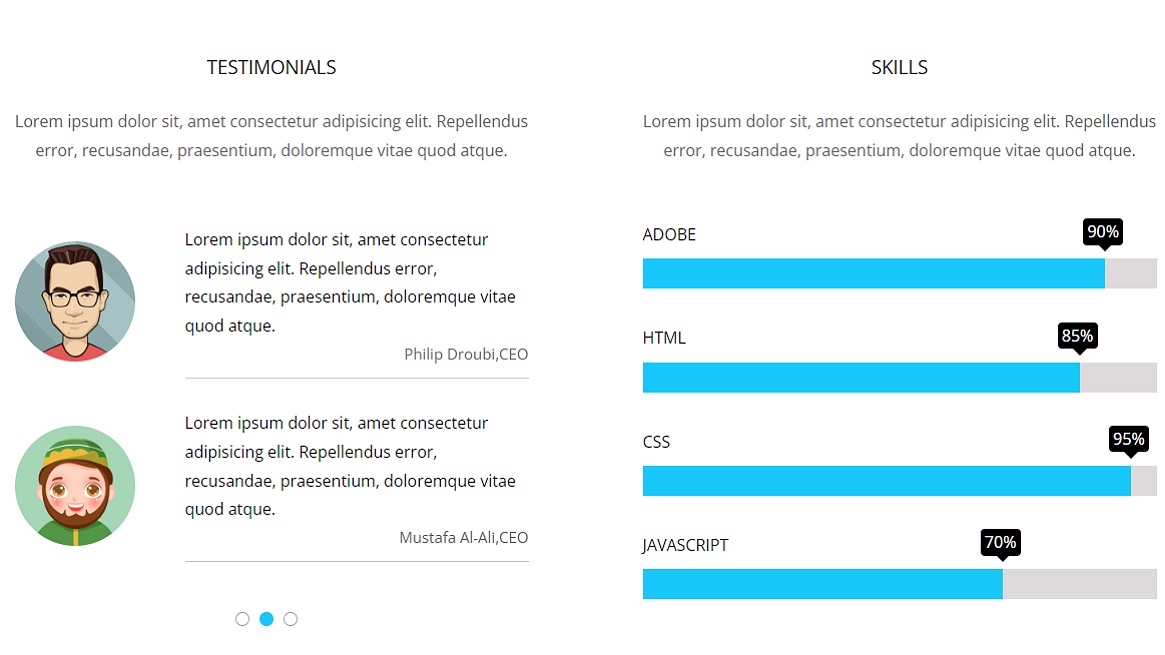 TESTIMONIALS
Lorem ipsum dolor sit, amet consectetur adipisicing elit. Repellendus
error, recusandae, praesentium, doloremque vitae quod atque.
Lorem ipsum dolor sit, amet consectetur
adipisicing elit. Repellendus error,
recusandae, praesentium, doloremque vitae
quod atque.
Philip Droubi,CEO
Lorem ipsum dolor sit, amet consectetur
adipisicing elit. Repellendus error,
recusandae, praesentium, doloremque vitae
quod atque.
Mustafa Al-Ali,CEO
SKILLS
Lorem ipsum dolor sit, amet consectetur adipisicing elit. Repellendus
error, recusandae, praesentium, doloremque vitae quod atque.
ADOBE
90%
HTML
85%
CSS
95%
JAVASCRIPT
70%